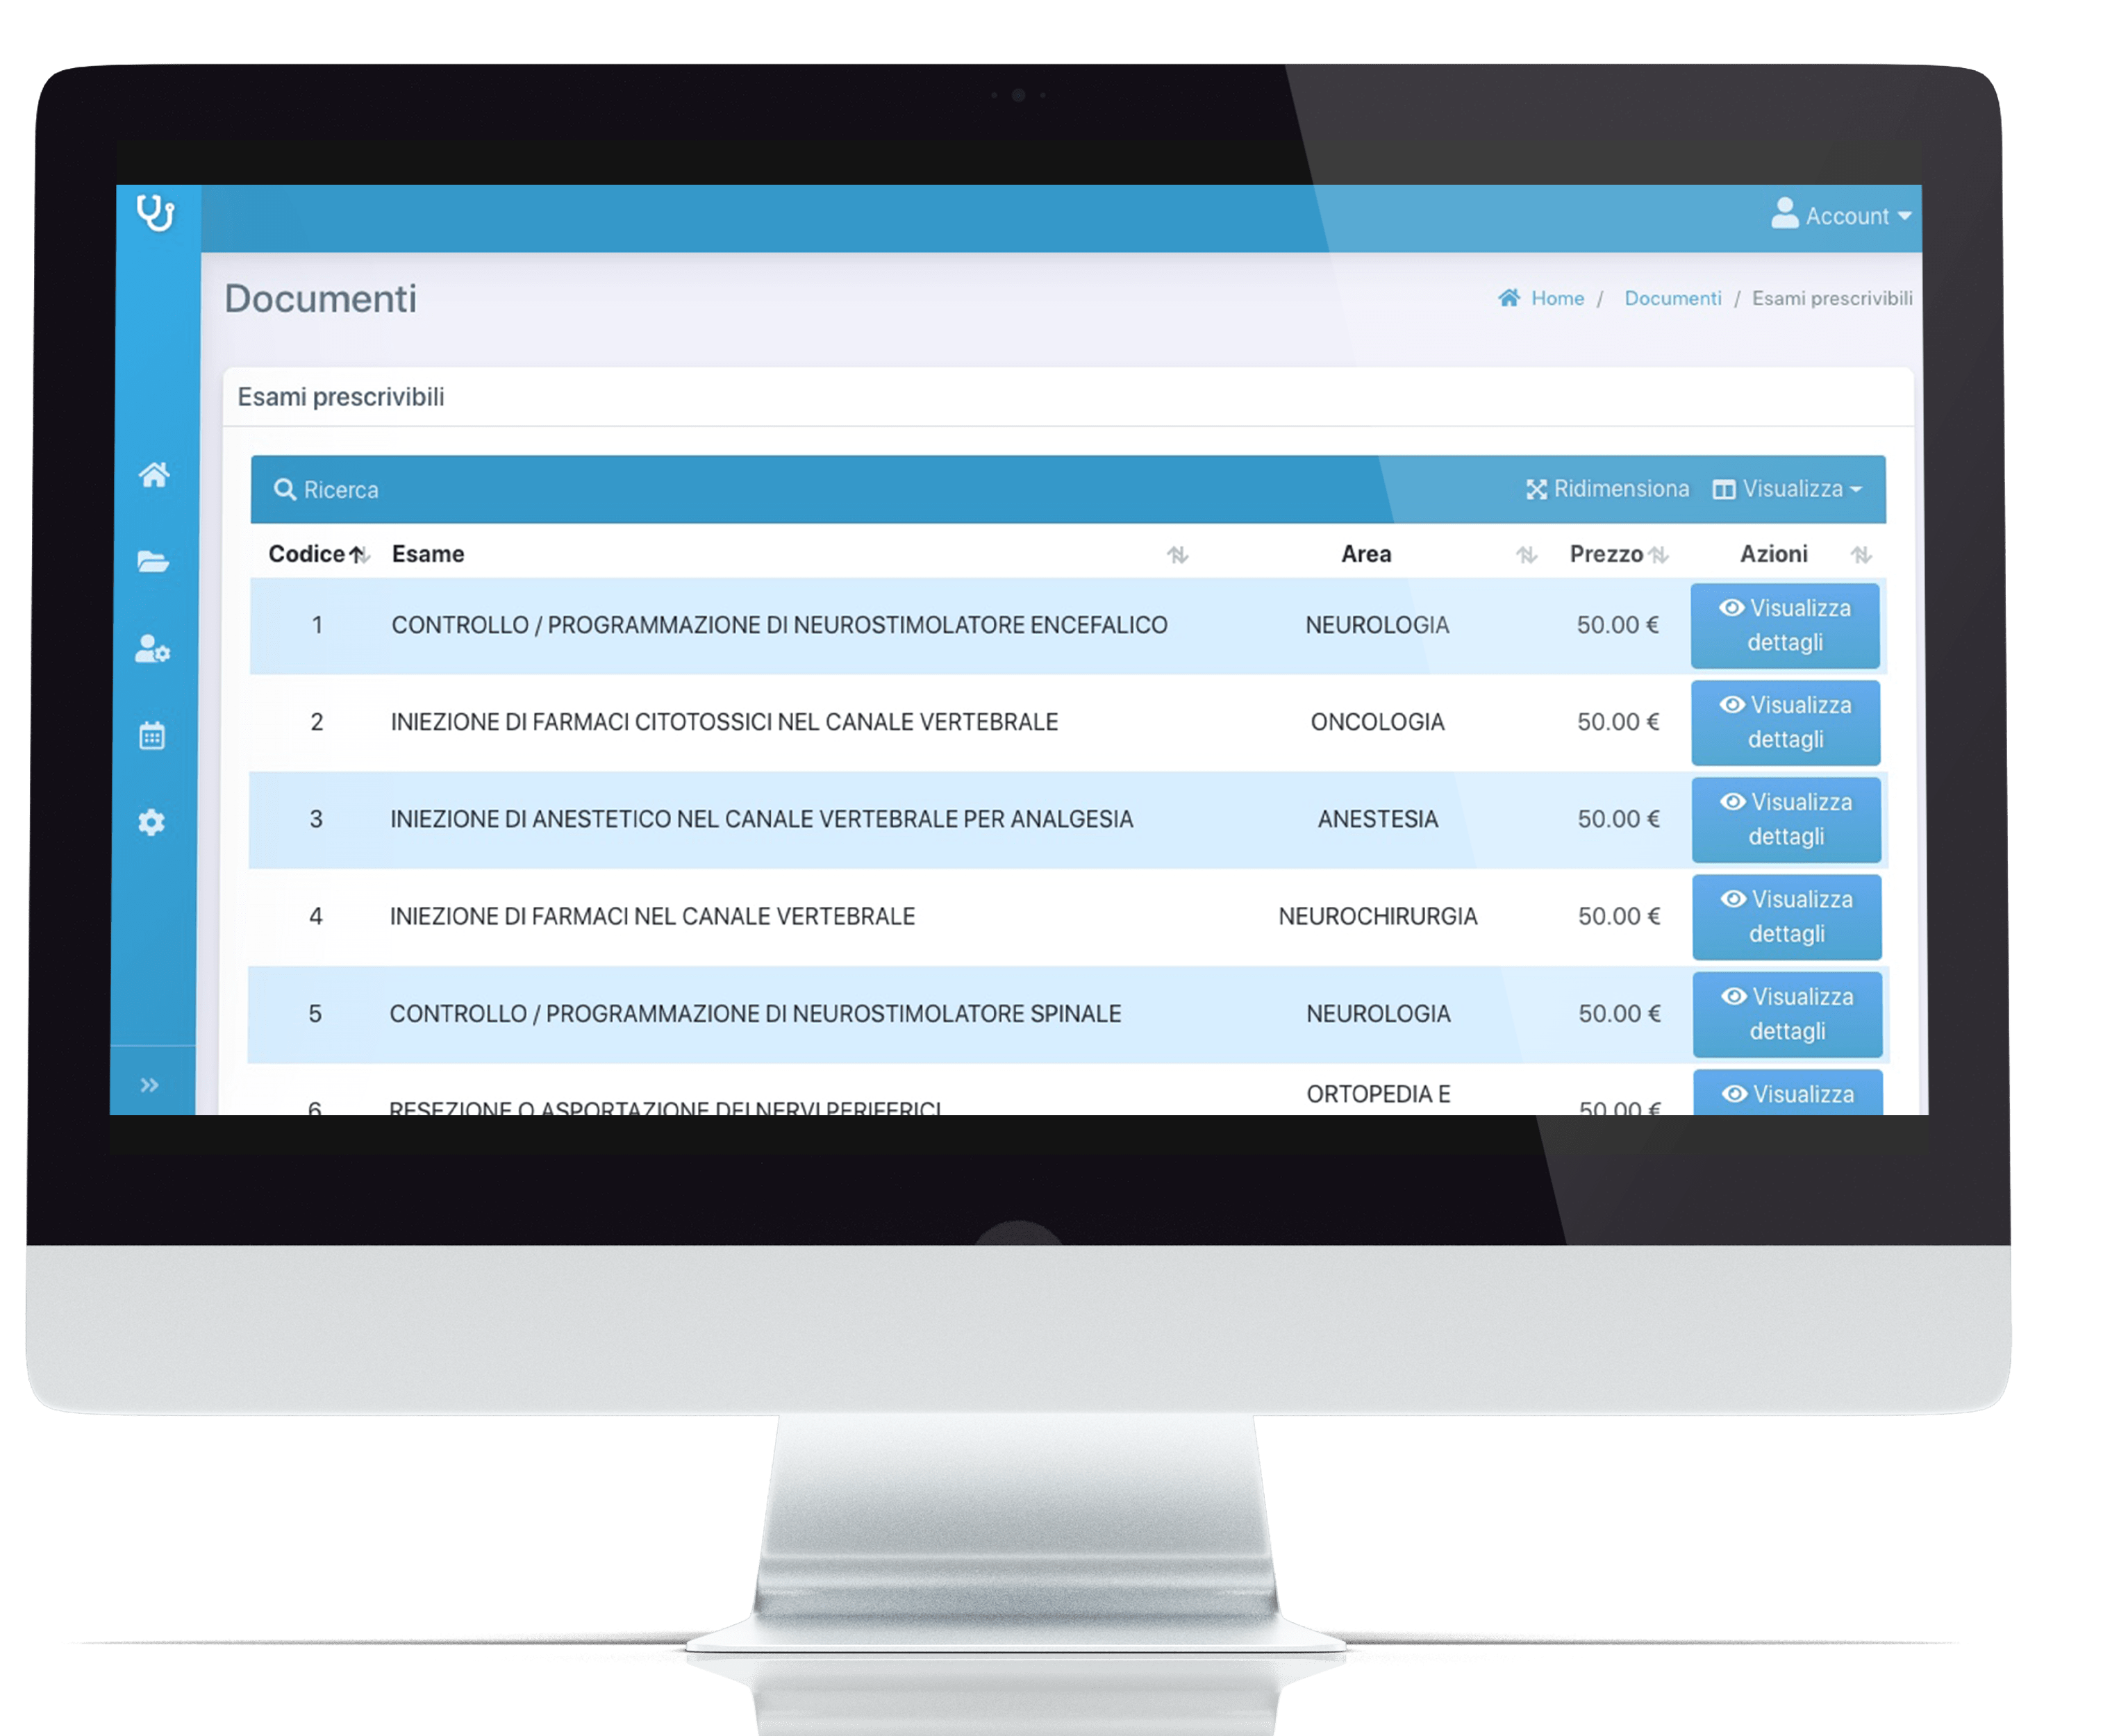 Account
Documenti
Home / Documenti / Esami prescrivibili
Esami prescrivibili
Ricerca Ridimensiona Visualizza
Codice Esame Area Prezzo Azioni
1 CONTROLLO / PROGRAMMAZIONE DI NEUROSTIMOLATORE ENCEFALICO NEUROLOGIA 50.00 € Visualizza
dettagli
2 INIEZIONE DI FARMACI CITOTOSSICI NEL CANALE VERTEBRALE ONCOLOGIA 50.00 € Visualizza
dettagli
3 INIEZIONE DI ANESTETICO NEL CANALE VERTEBRALE PER ANALGESIA ANESTESIA 50.00 € Visualizza
dettagli
4 INIEZIONE DI FARMACI NEL CANALE VERTEBRALE NEUROCHIRURGIA 50.00 € Visualizza
dettagli
5 CONTROLLO / PROGRAMMAZIONE DI NEUROSTIMOLATORE SPINALE NEUROLOGIA 50.00 € Visualizza
dettagli
ORTOPEDIA E Visualizza
6 RESEZIONE O ASPORTAZIONE DEI NERVI PERIFERICI 50.00 €